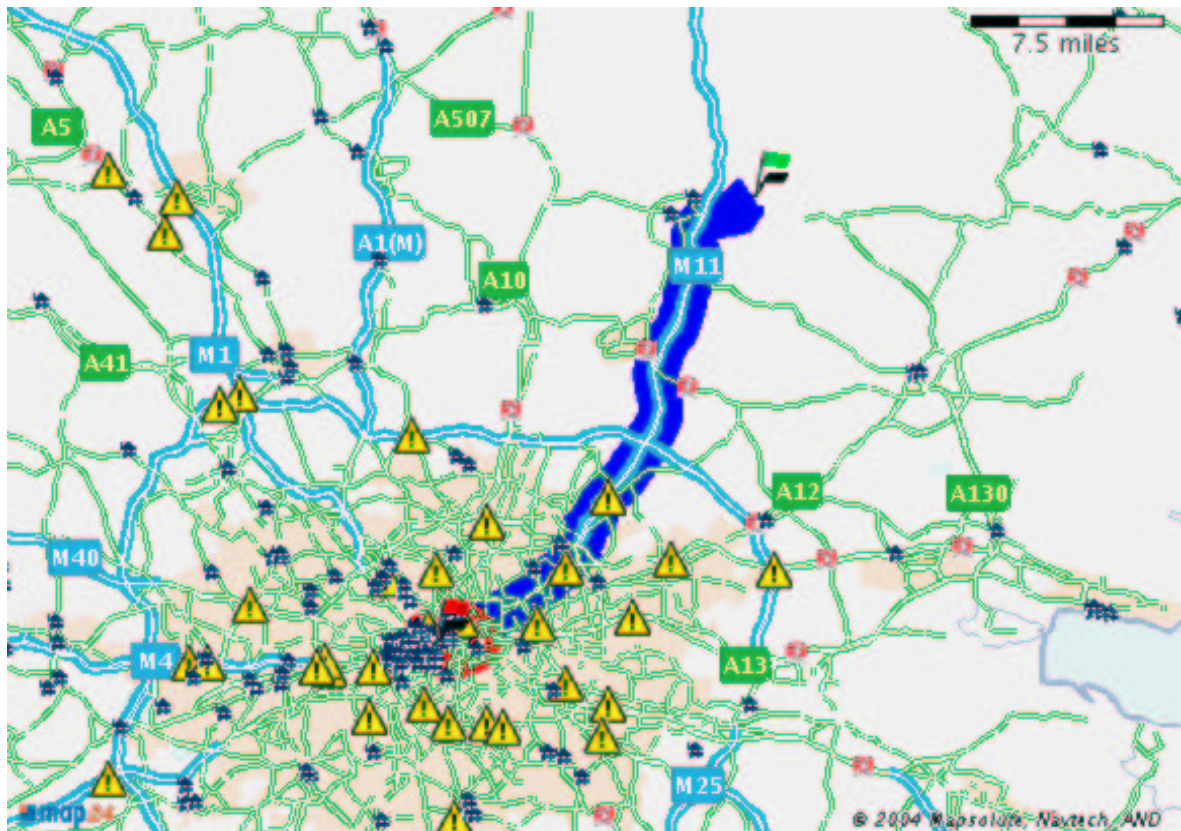 7.5 miles
A5
A507
A1(M)
M11
A10
M1
A41
A12
A130
M40
M4
A13
M25
map24
© 2004 Mapsolute, Navtech, AND